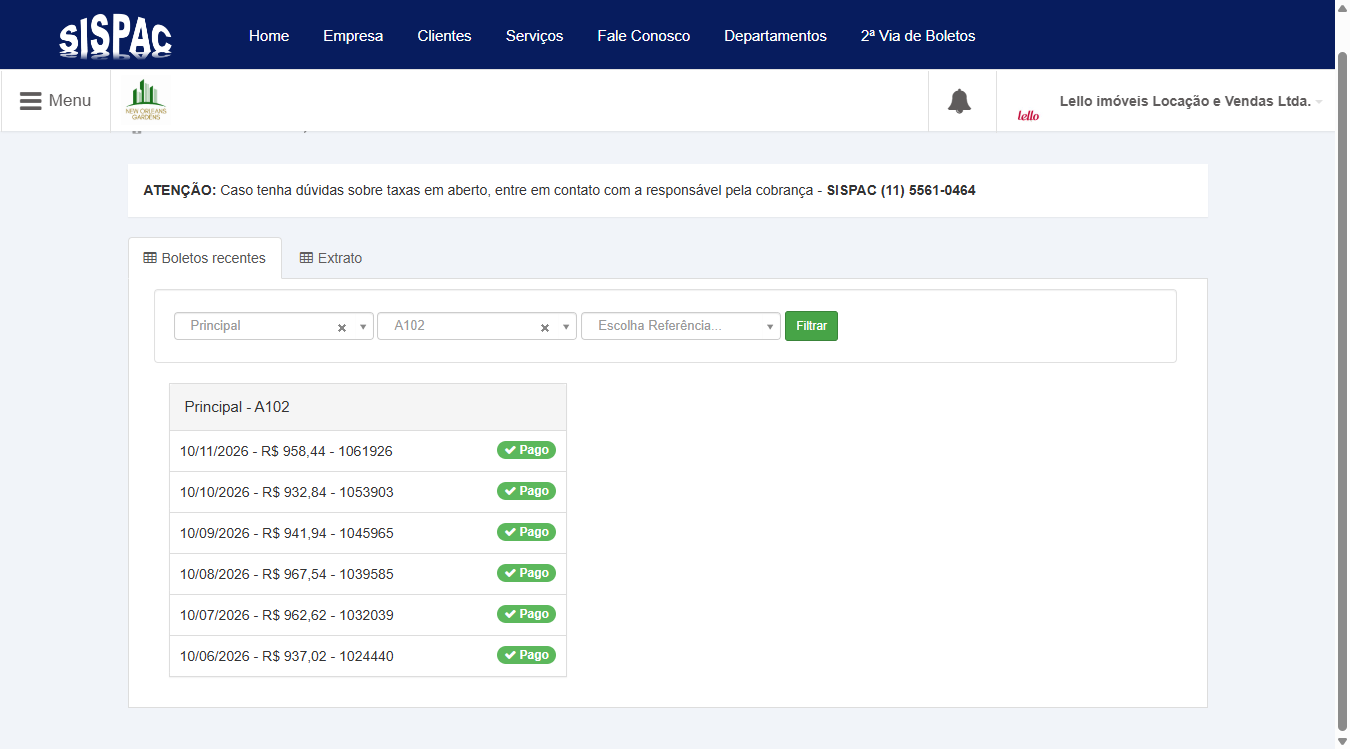 SISPAC
Home Empresa Clientes Serviços Fale Conosco Departamentos 2ª Via de Boletos
Menu
NEW ORLEANS
GARDENS
lello
Lello imóveis Locação e Vendas Ltda.
ATENÇÃO: Caso tenha dúvidas sobre taxas em aberto, entre em contato com a responsável pela cobrança - SISPAC (11) 5561-0464
Boletos recentes Extrato
Principal × A102 × Escolha Referência... Filtrar
Principal - A102
10/11/2026 - R$ 958,44 - 1061926 Pago
10/10/2026 - R$ 932,84 - 1053903 Pago
10/09/2026 - R$ 941,94 - 1045965 Pago
10/08/2026 - R$ 967,54 - 1039585 Pago
10/07/2026 - R$ 962,62 - 1032039 Pago
10/06/2026 - R$ 937,02 - 1024440 Pago